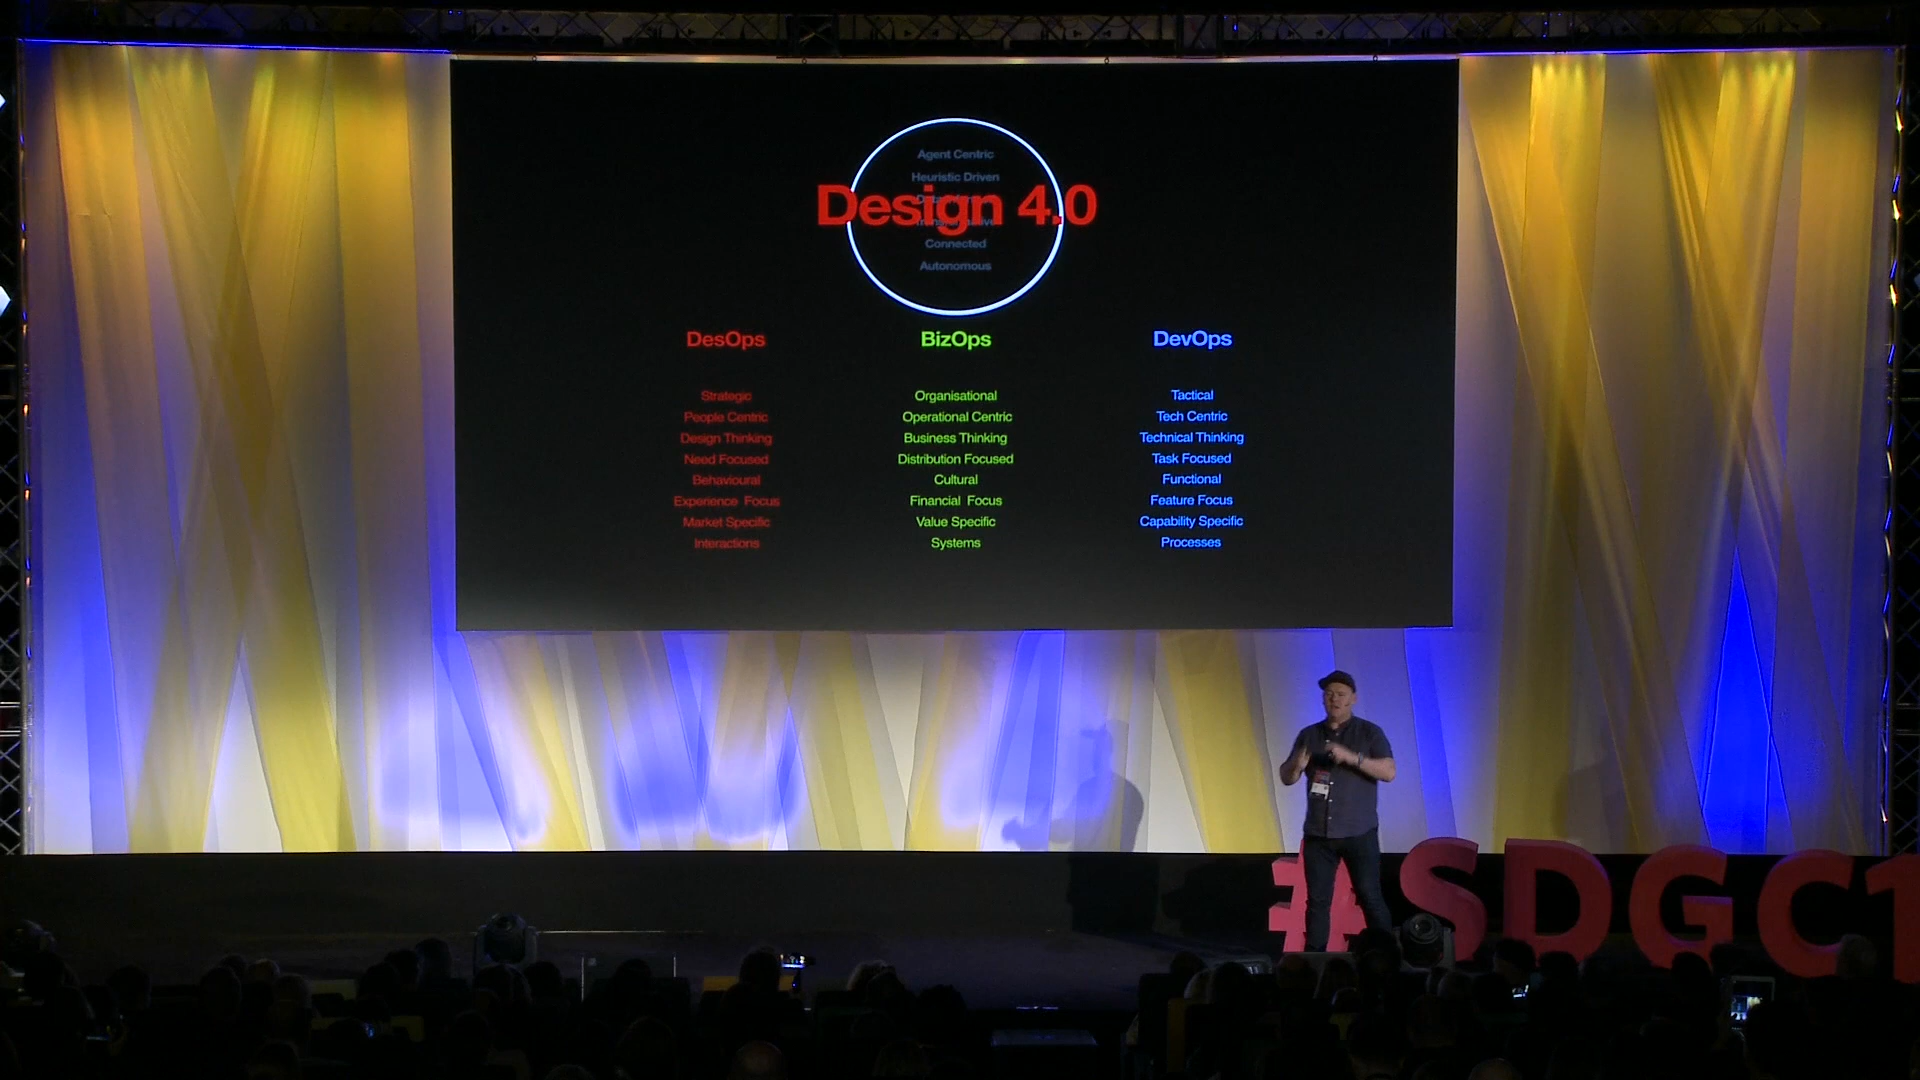 Agent Centric
Heuristic Driven
Design 4.0
Connected
Autonomous
DesOps
Strategic
People Centric
Design Thinking
Need Focused
Behavioural
Experience Focus
Market Specific
Interactions
BizOps
Organisational
Operational Centric
Business Thinking
Distribution Focused
Cultural
Financial Focus
Value Specific
Systems
DevOps
Tactical
Tech Centric
Technical Thinking
Task Focused
Functional
Feature Focus
Capability Specific
Processes
#SDGC1